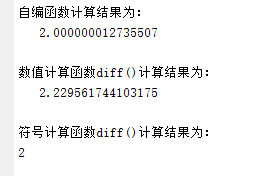 自编函数计算结果为:
2.000000012735507
数值计算函数diff()计算结果为:
2.229561744103175
符号计算函数diff()计算结果为:
2